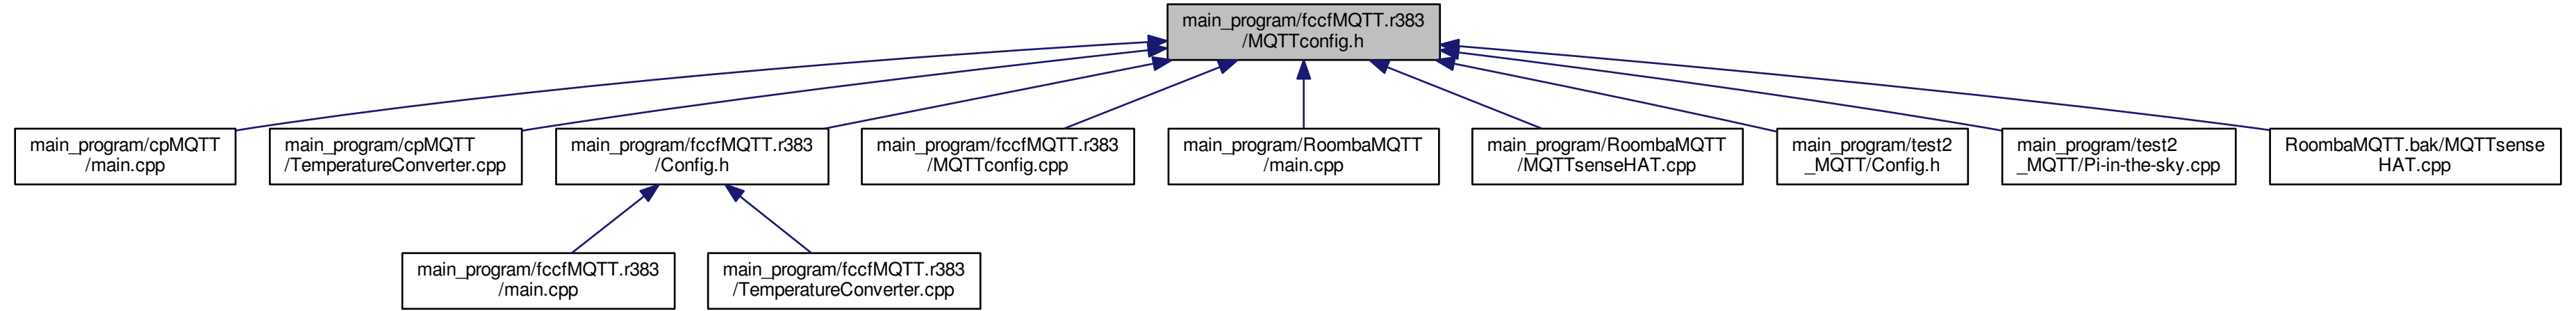 main_program/fccfMQTT.r383
/MQTTconfig.h
main_program/cpMQTT
/main.cpp
main_program/cpMQTT
/TemperatureConverter.cpp
main_program/fccfMQTT.r383
/Config.h
main_program/fccfMQTT.r383
/MQTTconfig.cpp
main_program/RoombaMQTT
/main.cpp
main_program/RoombaMQTT
/MQTTsenseHAT.cpp
main_program/test2
_MQTT/Config.h
main_program/test2
_MQTT/Pi-in-the-sky.cpp
RoombaMQTT.bak/MQTTsense
HAT.cpp
main_program/fccfMQTT.r383
/main.cpp
main_program/fccfMQTT.r383
/TemperatureConverter.cpp